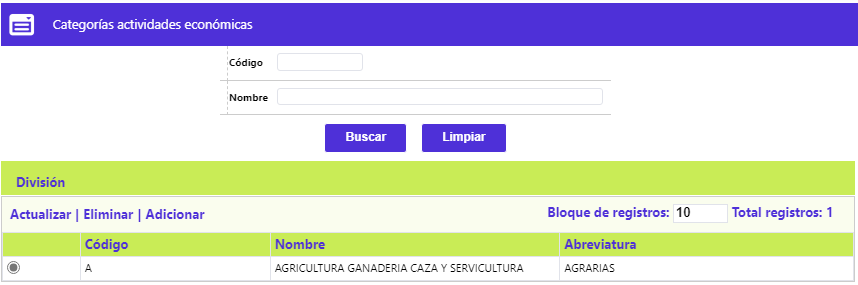 Categorías actividades económicas
Código
Nombre
Buscar Limpiar
División
Actualizar | Eliminar | Adicionar Bloque de registros: 10 Total registros: 1
Código Nombre Abreviatura
A AGRICULTURA GANADERIA CAZA Y SERVICULTURA AGRARIAS